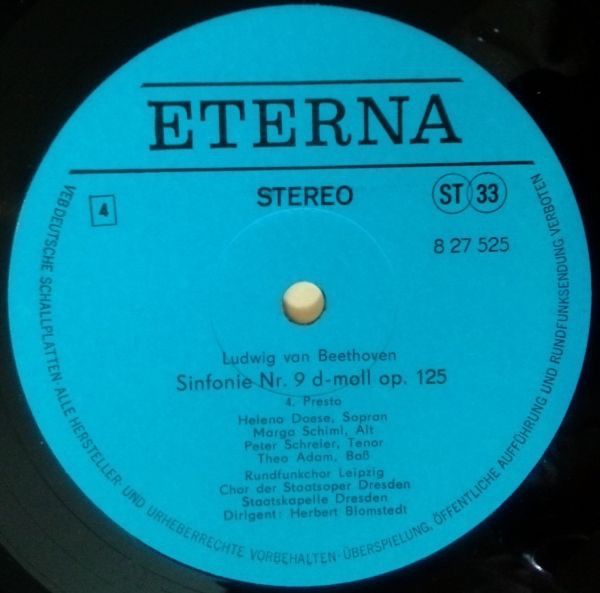 ETERNA
STEREO
ST 33
4
8 27 525
Ludwig van Beethoven
Sinfonie Nr. 9 d-moll op. 125
4. Presto
Helena Doese, Sopran
Marga Schiml, Alt
Peter Schreier, Tenor
Theo Adam, Baß
Rundfunkchor Leipzig
Chor der Staatsoper Dresden
Staatskapelle Dresden
Dirigent: Herbert Blomstedt
VEB DEUTSCHE SCHALLPLATTEN · ALLE HERSTELLER- UND URHEBERRECHTE VORBEHALTEN · ÜBERSPIELUNG, ÖFFENTLICHE AUFFÜHRUNG UND RUNDFUNKSENDUNG VERBOTEN